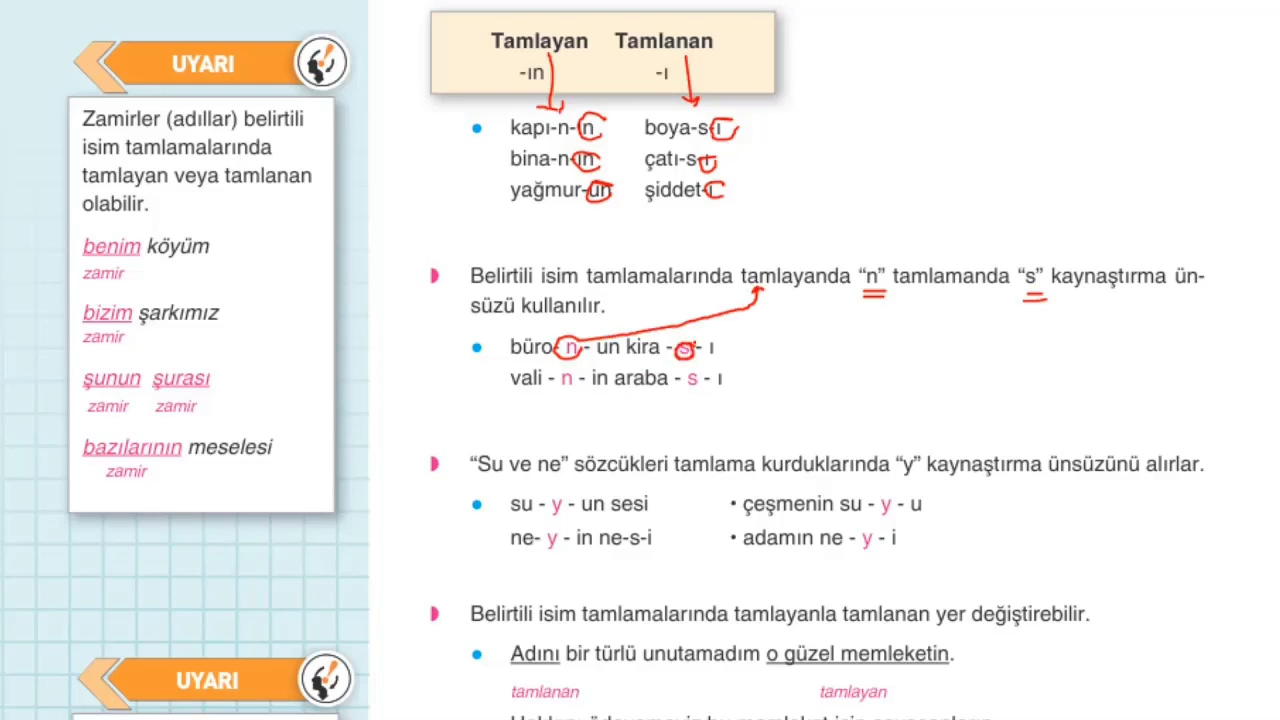 UYARI
Zamirler (adıllar) belirtili
isim tamlamalarında
tamlayan veya tamlanan
olabilir.
benim köyüm
zamir
bizim şarkımız
zamir
şunun şurası
zamir zamir
bazılarının meselesi
zamir
UYARI
Tamlayan Tamlanan
-ın -ı
• kapı-n-ın boya-s-ı
bina-n-ın çatı-s-ı
yağmur-un şiddet-i
Belirtili isim tamlamalarında tamlayanda “n” tamlamanda “s” kaynaştırma ün-
süzü kullanılır.
• büro- n - un kira - s - ı
vali - n - in araba - s - ı
“Su ve ne” sözcükleri tamlama kurduklarında “y” kaynaştırma ünsüzünü alırlar.
• su - y - un sesi • çeşmenin su - y - u
ne- y - in ne-s-i • adamın ne - y - i
Belirtili isim tamlamalarında tamlayanla tamlanan yer değiştirebilir.
• Adını bir türlü unutamadım o güzel memleketin.
tamlanan tamlayan